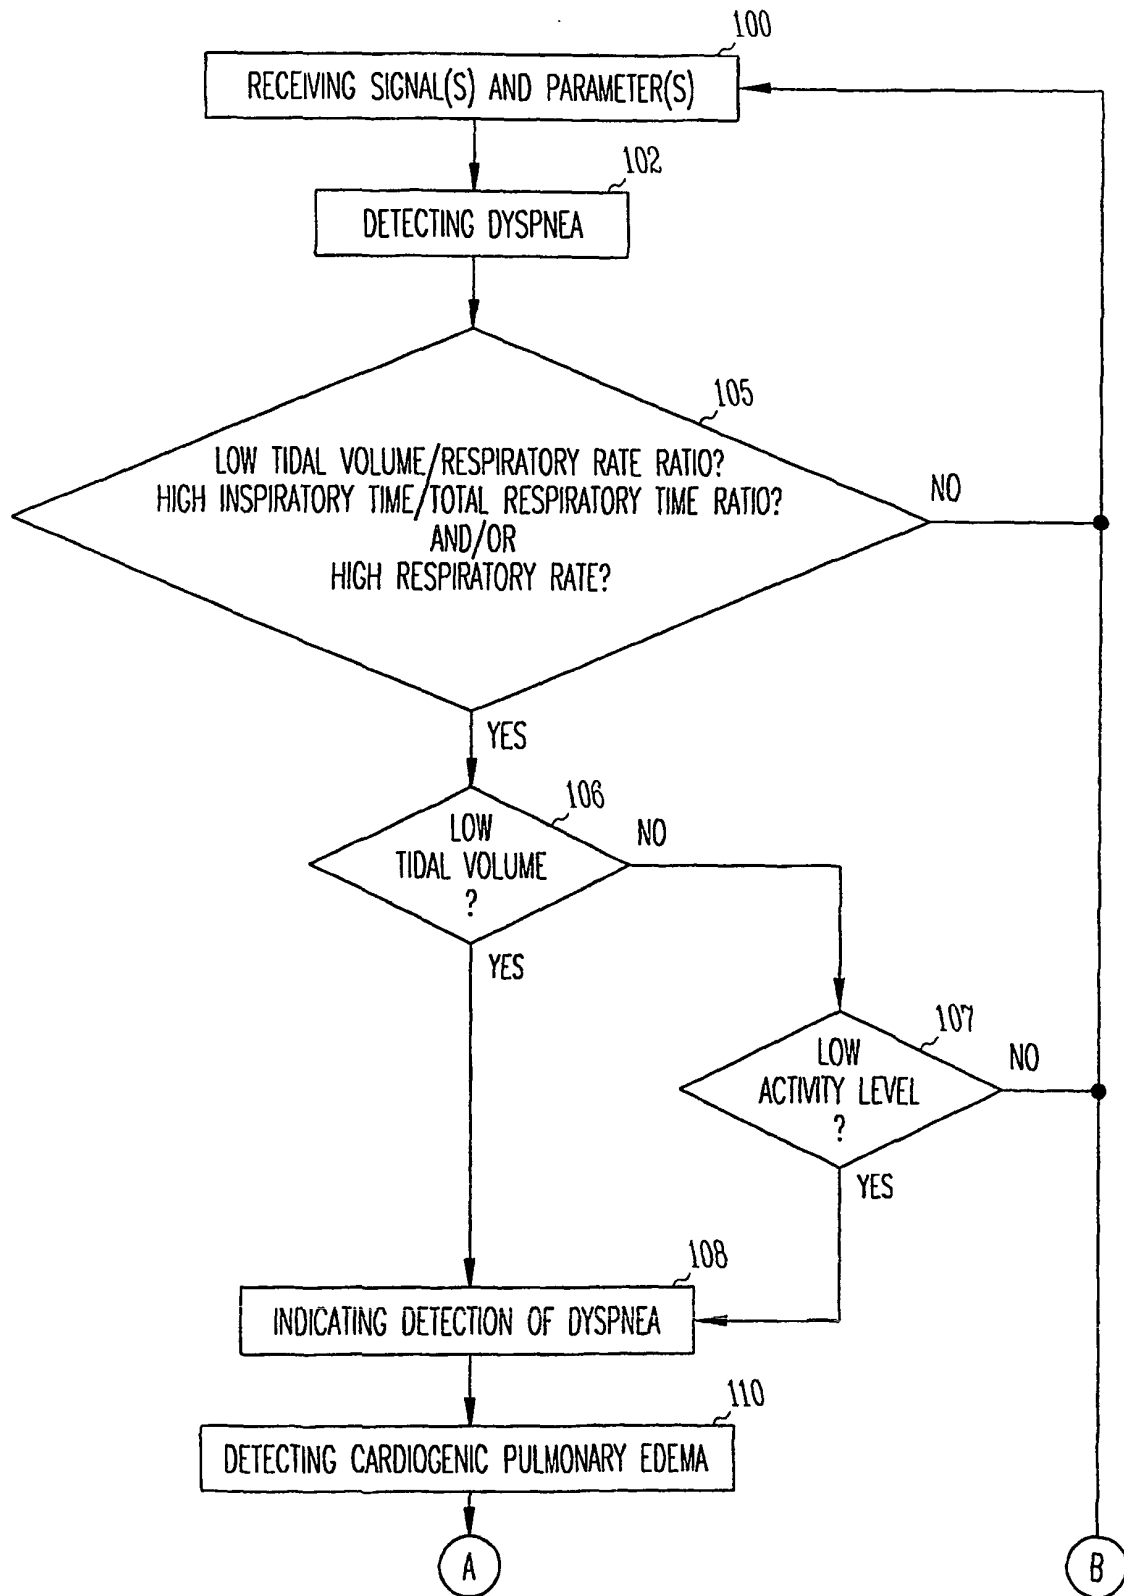 100
RECEIVING SIGNAL(S) AND PARAMETER(S)
102
DETECTING DYSPNEA
105
LOW TIDAL VOLUME/RESPIRATORY RATE RATIO?
HIGH INSPIRATORY TIME/TOTAL RESPIRATORY TIME RATIO?
AND/OR
HIGH RESPIRATORY RATE?
NO
YES
106
LOW
TIDAL VOLUME
?
NO
YES
107
LOW
ACTIVITY LEVEL
?
NO
YES
108
INDICATING DETECTION OF DYSPNEA
110
DETECTING CARDIOGENIC PULMONARY EDEMA
A
B